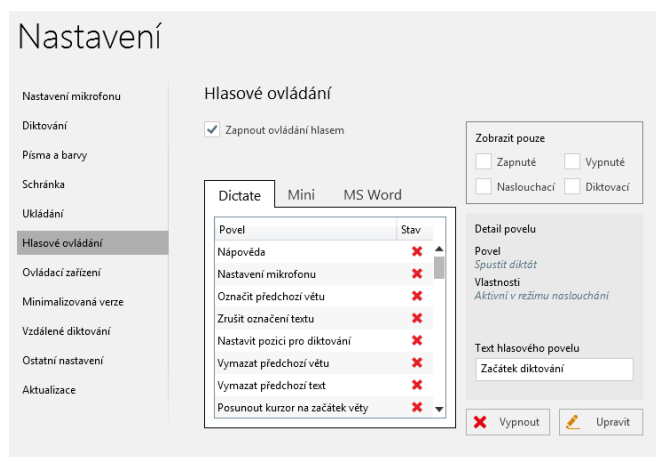 Nastavení
Nastavení mikrofonu
Diktování
Písma a barvy
Schránka
Ukládání
Hlasové ovládání
Ovládací zařízení
Minimalizovaná verze
Vzdálené diktování
Ostatní nastavení
Aktualizace
Hlasové ovládání
Zapnout ovládání hlasem
Dictate Mini MS Word
Povel Stav
Nápověda
Nastavení mikrofonu
Označit předchozí větu
Zrušit označení textu
Nastavit pozici pro diktování
Vymazat předchozí větu
Vymazat předchozí text
Posunout kurzor na začátek věty
Zobrazit pouze
Zapnuté Vypnuté
Naslouchací Diktovací
Detail povelu
Povel
Spustit diktát
Vlastnosti
Aktivní v režimu naslouchání
Text hlasového povelu
Začátek diktování
Vypnout Upravit